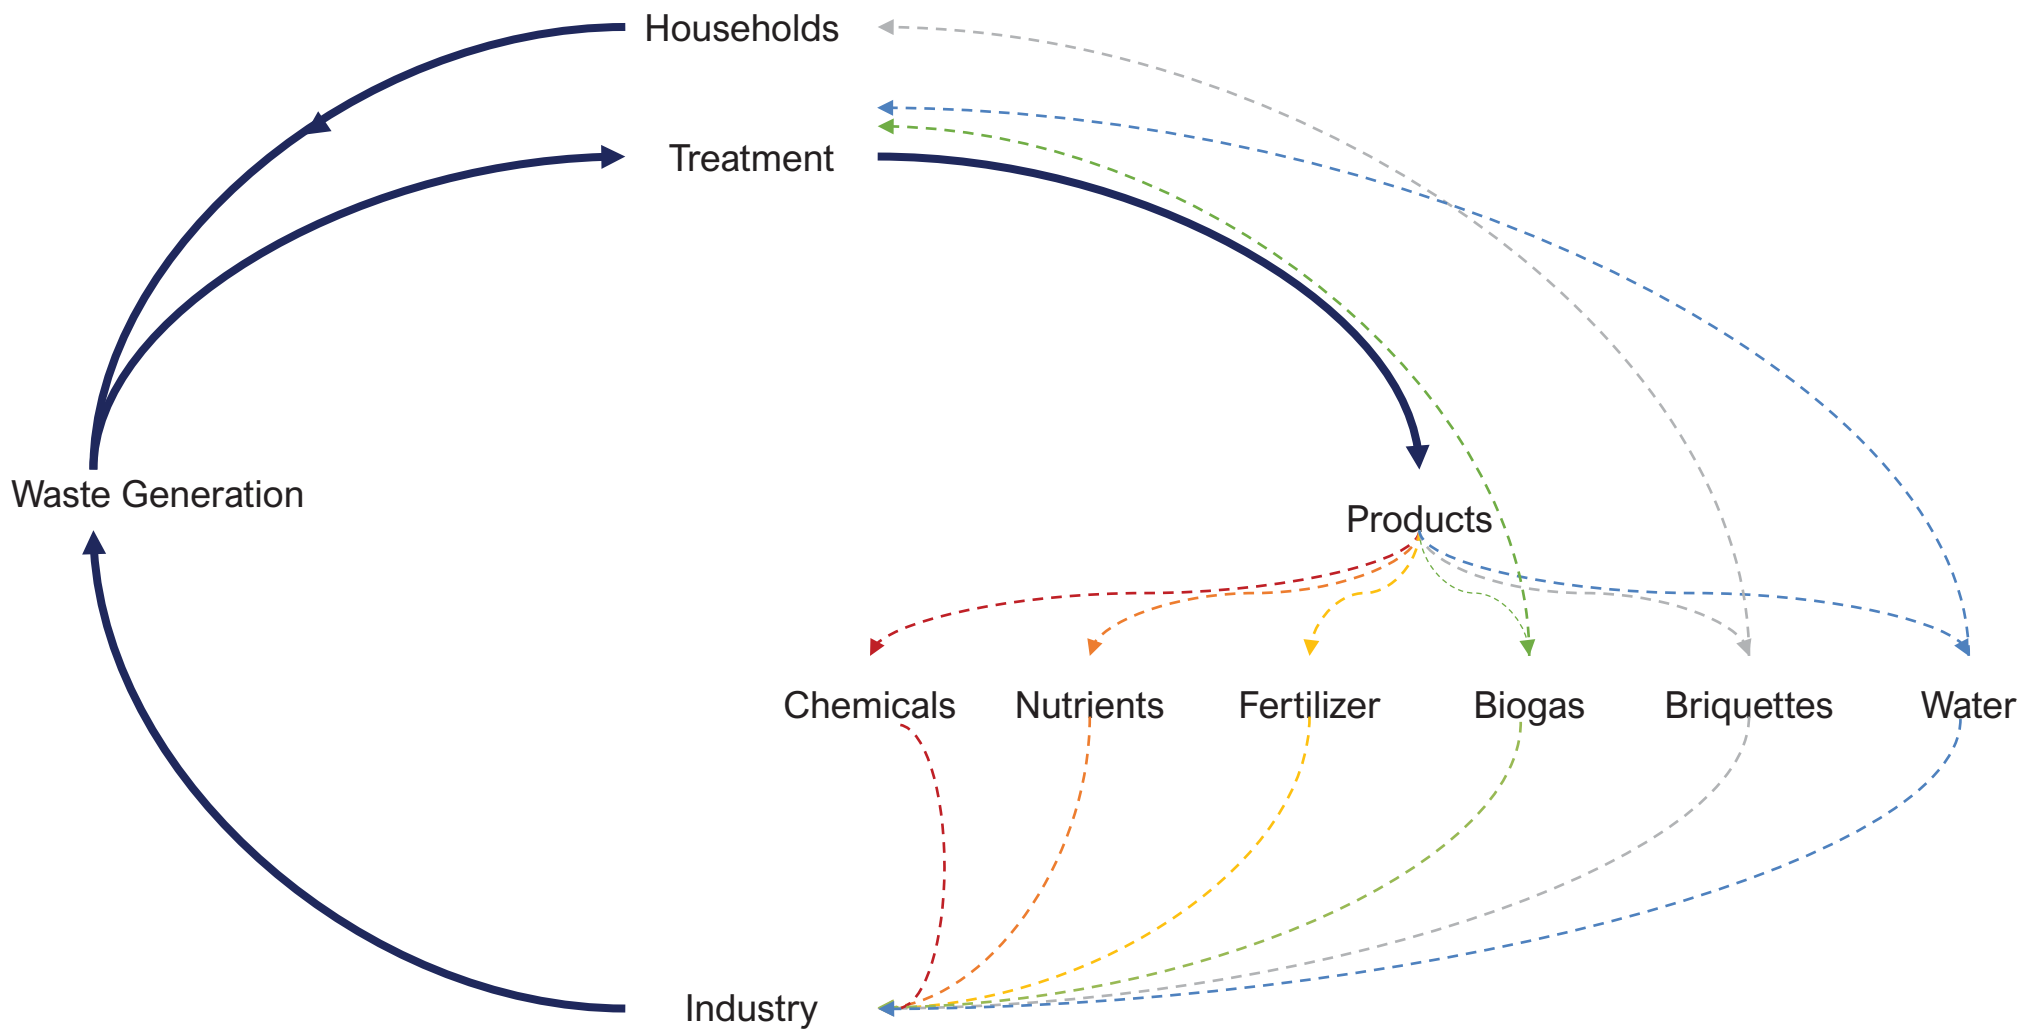 Households
Treatment
Waste Generation
Products
Chemicals
Nutrients
Fertilizer
Biogas
Briquettes
Water
Industry